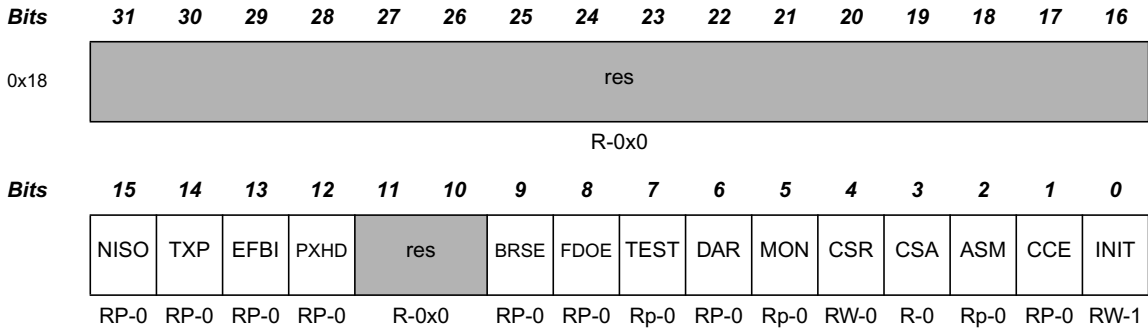 Bits 31 30 29 28 27 26 25 24 23 22 21 20 19 18 17 16
0x18 res
R-0x0
Bits 15 14 13 12 11 10 9 8 7 6 5 4 3 2 1 0
NISO TXP EFBI PXHD res BRSE FDOE TEST DAR MON CSR CSA ASM CCE INIT
RP-0 RP-0 RP-0 RP-0 R-0x0 RP-0 RP-0 Rp-0 RP-0 Rp-0 RW-0 R-0 Rp-0 RP-0 RW-1